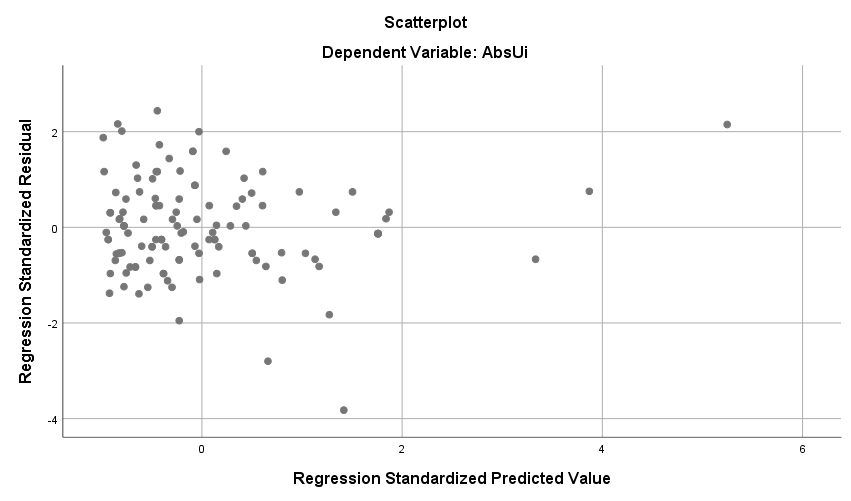 Scatterplot
Dependent Variable: AbsUi
Regression Standardized Residual
2
0
-2
-4
0
2
4
6
Regression Standardized Predicted Value